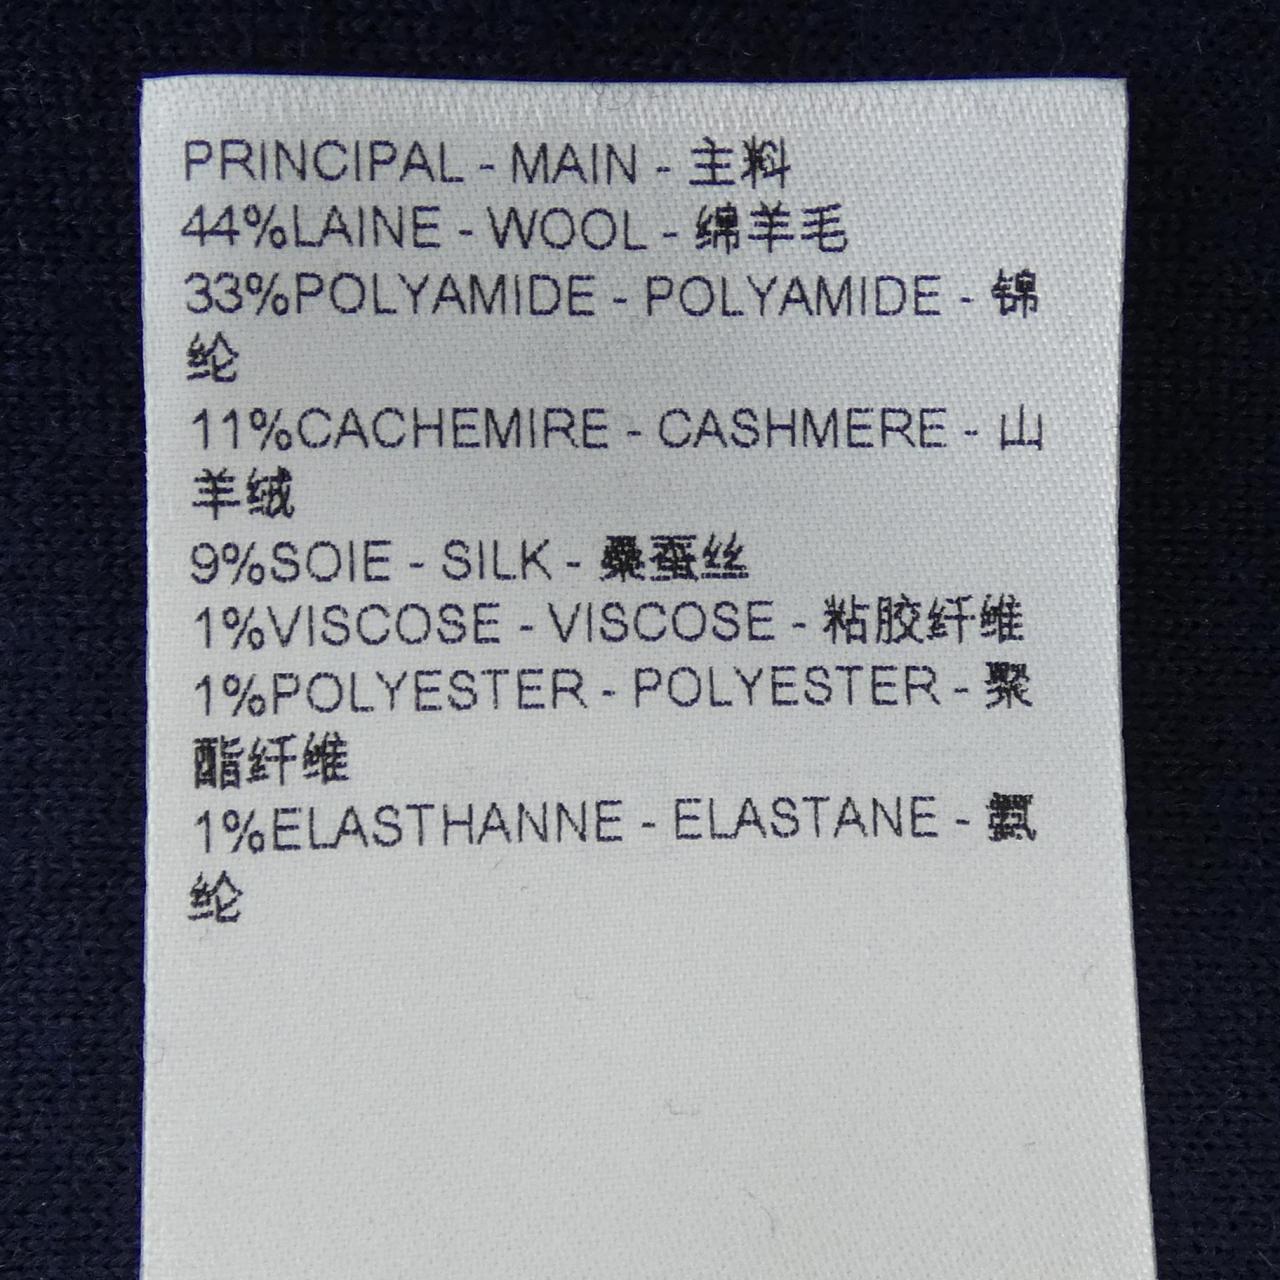 PRINCIPAL - MAIN - 主料
44%LAINE - WOOL - 绵羊毛
33%POLYAMIDE - POLYAMIDE - 锦
纶
11%CACHEMIRE - CASHMERE - 山
羊绒
9%SOIE - SILK - 桑蚕丝
1%VISCOSE - VISCOSE - 粘胶纤维
1%POLYESTER - POLYESTER - 聚
酯纤维
1%ELASTHANNE - ELASTANE - 氨
纶